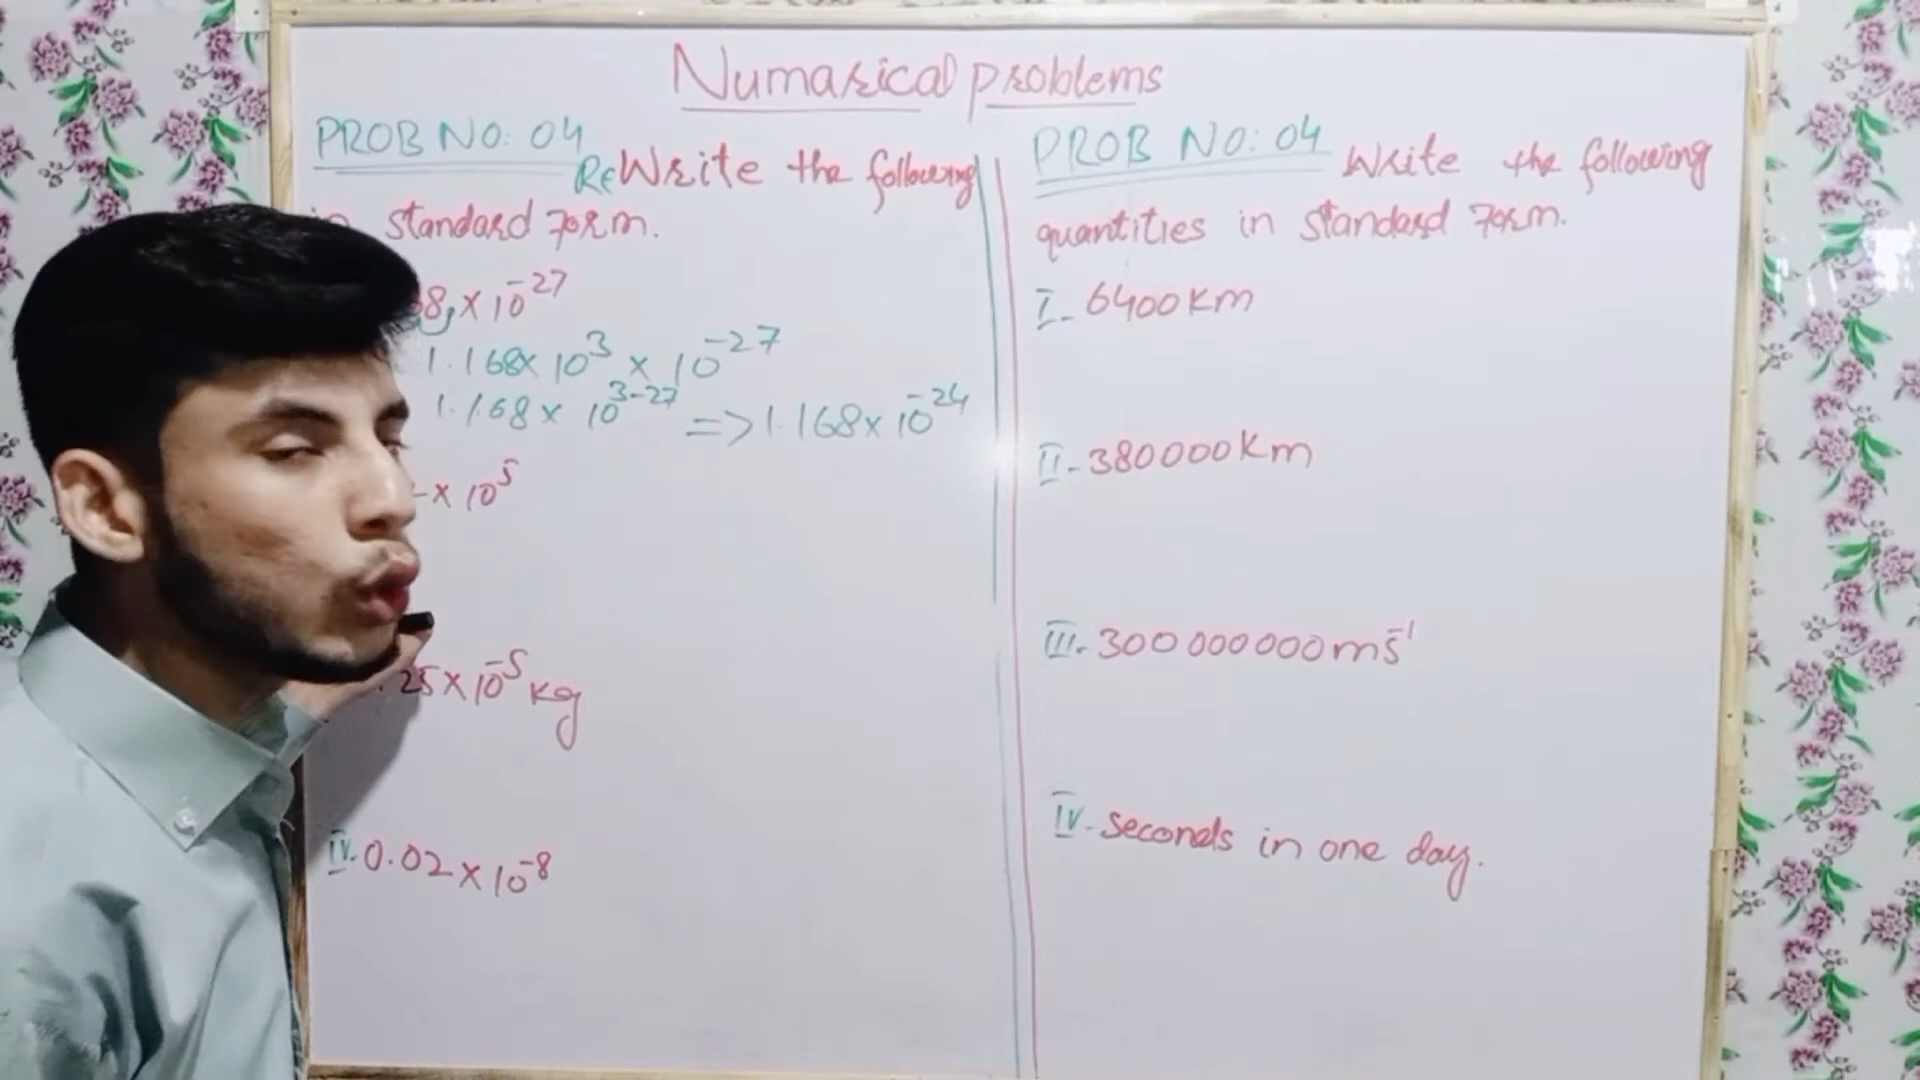 Numarical problems
PROB NO: 04
ReWrite the following
standard form.
8 × 10⁻²⁷
1.168 × 10³ × 10⁻²⁷
1.168 × 10³⁻²⁷ => 1.168 × 10⁻²⁴
× 10⁵
25 × 10⁻⁵ kg
IV. 0.02 × 10⁻⁸
PROB NO: 04 Write the following
quantities in standard form.
I - 6400 Km
II - 380000 Km
III. 300 000 000 ms⁻¹
IV - seconds in one day.